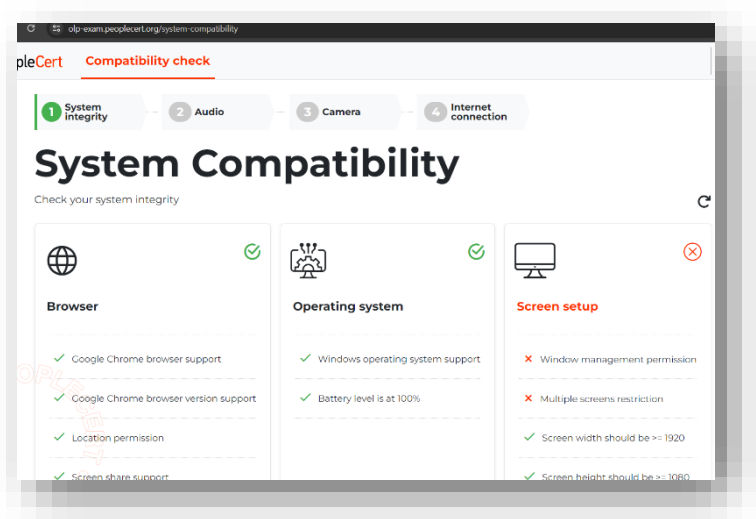 olp-exam.peoplecert.org/system-compatibility
pleCert
Compatibility check
1 System integrity
2 Audio
3 Camera
4 Internet connection
System Compatibility
Check your system integrity
Browser
Google Chrome browser support
Google Chrome browser version support
Location permission
Screen share support
Operating system
Windows operating system support
Battery level is at 100%
Screen setup
Window management permission
Multiple screens restriction
Screen width should be >= 1920
Screen height should be >= 1080
OPLECERT